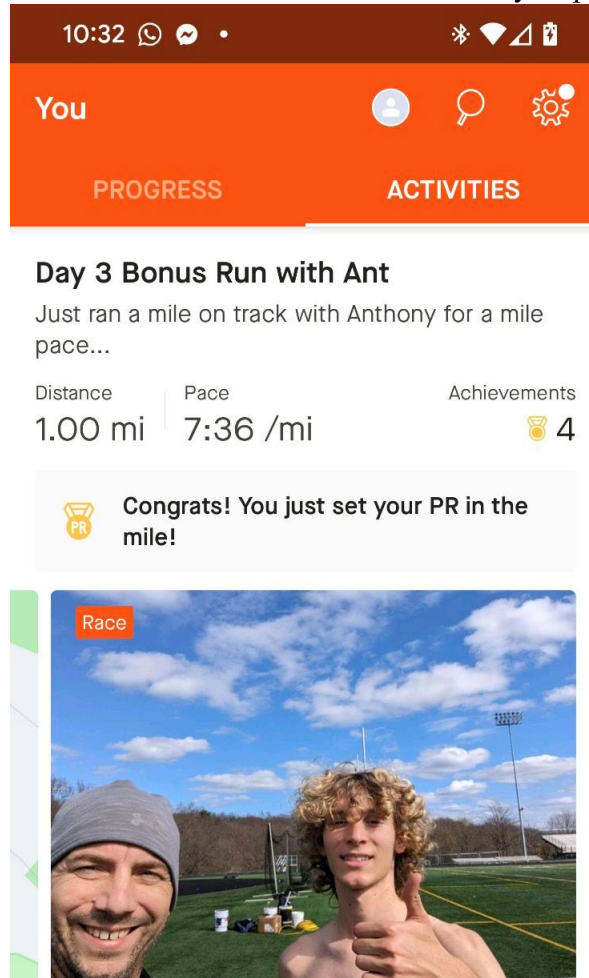 10:32
You
PROGRESS ACTIVITIES
Day 3 Bonus Run with Ant
Just ran a mile on track with Anthony for a mile
pace...
Distance Pace Achievements
1.00 mi 7:36 /mi 4
PR
Congrats! You just set your PR in the
mile!
Race